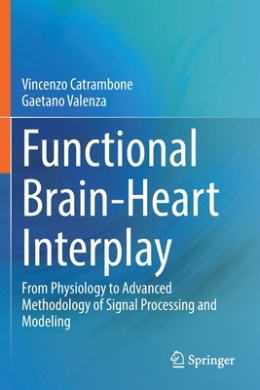 Vincenzo Catrambone
Gaetano Valenza
Functional
Brain-Heart
Interplay
From Physiology to Advanced
Methodology of Signal Processing and
Modeling
Springer